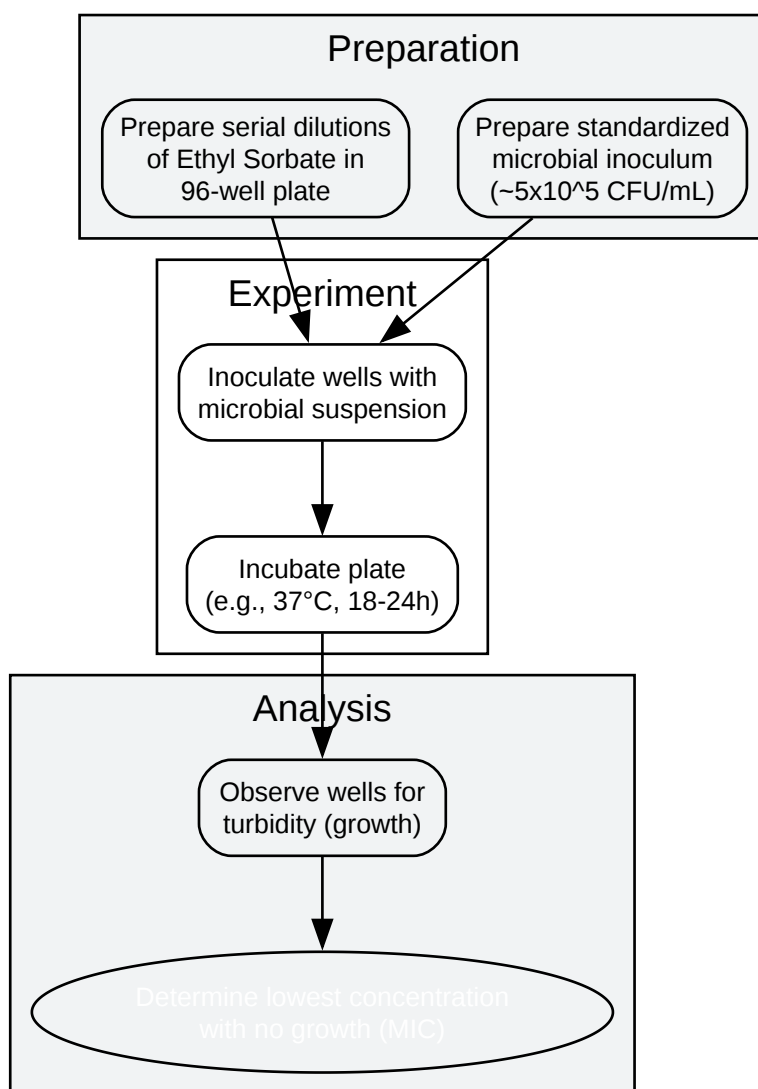 Preparation
Prepare serial dilutions
of Ethyl Sorbate in
96-well plate
Prepare standardized
microbial inoculum
(~5x10^5 CFU/mL)
Experiment
Inoculate wells with
microbial suspension
Incubate plate
(e.g., 37°C, 18-24h)
Analysis
Observe wells for
turbidity (growth)
Determine lowest concentration
with no growth (MIC)